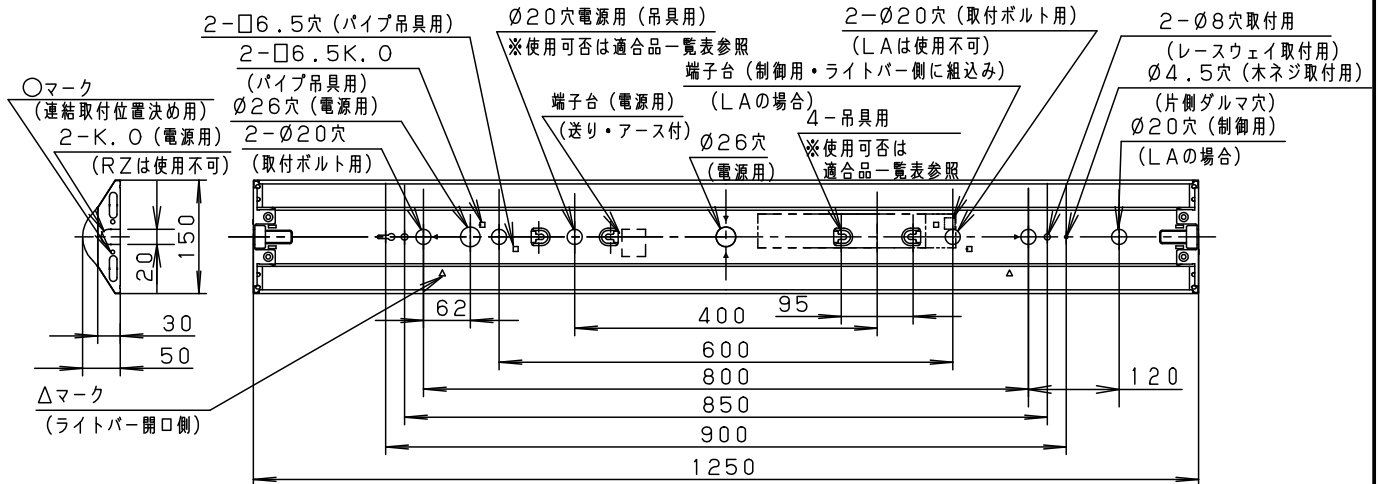 2-□6.5穴（パイプ吊具用）
2-□6.5K.O
（パイプ吊具用）
Ø26穴（電源用）
2-Ø20穴
（取付ボルト用）
○マーク
（連結取付位置決め用）
2-K.O（電源用）
（RZは使用不可）
Ø20穴電源用（吊具用）
※使用可否は適合品一覧表参照
端子台（電源用）
（送り・アース付）
Ø26穴
（電源用）
2-Ø20穴（取付ボルト用）
（LAは使用不可）
端子台（制御用・ライトバー側に組込み）
（LAの場合）
4-吊具用
※使用可否は
適合品一覧表参照
2-Ø8穴取付用
（レースウェイ取付用）
Ø4.5穴（木ネジ取付用）
（片側ダルマ穴）
Ø20穴（制御用）
（LAの場合）
150
20
30
50
△マーク
（ライトバー開口側）
62
400
95
600
800
120
850
900
1250